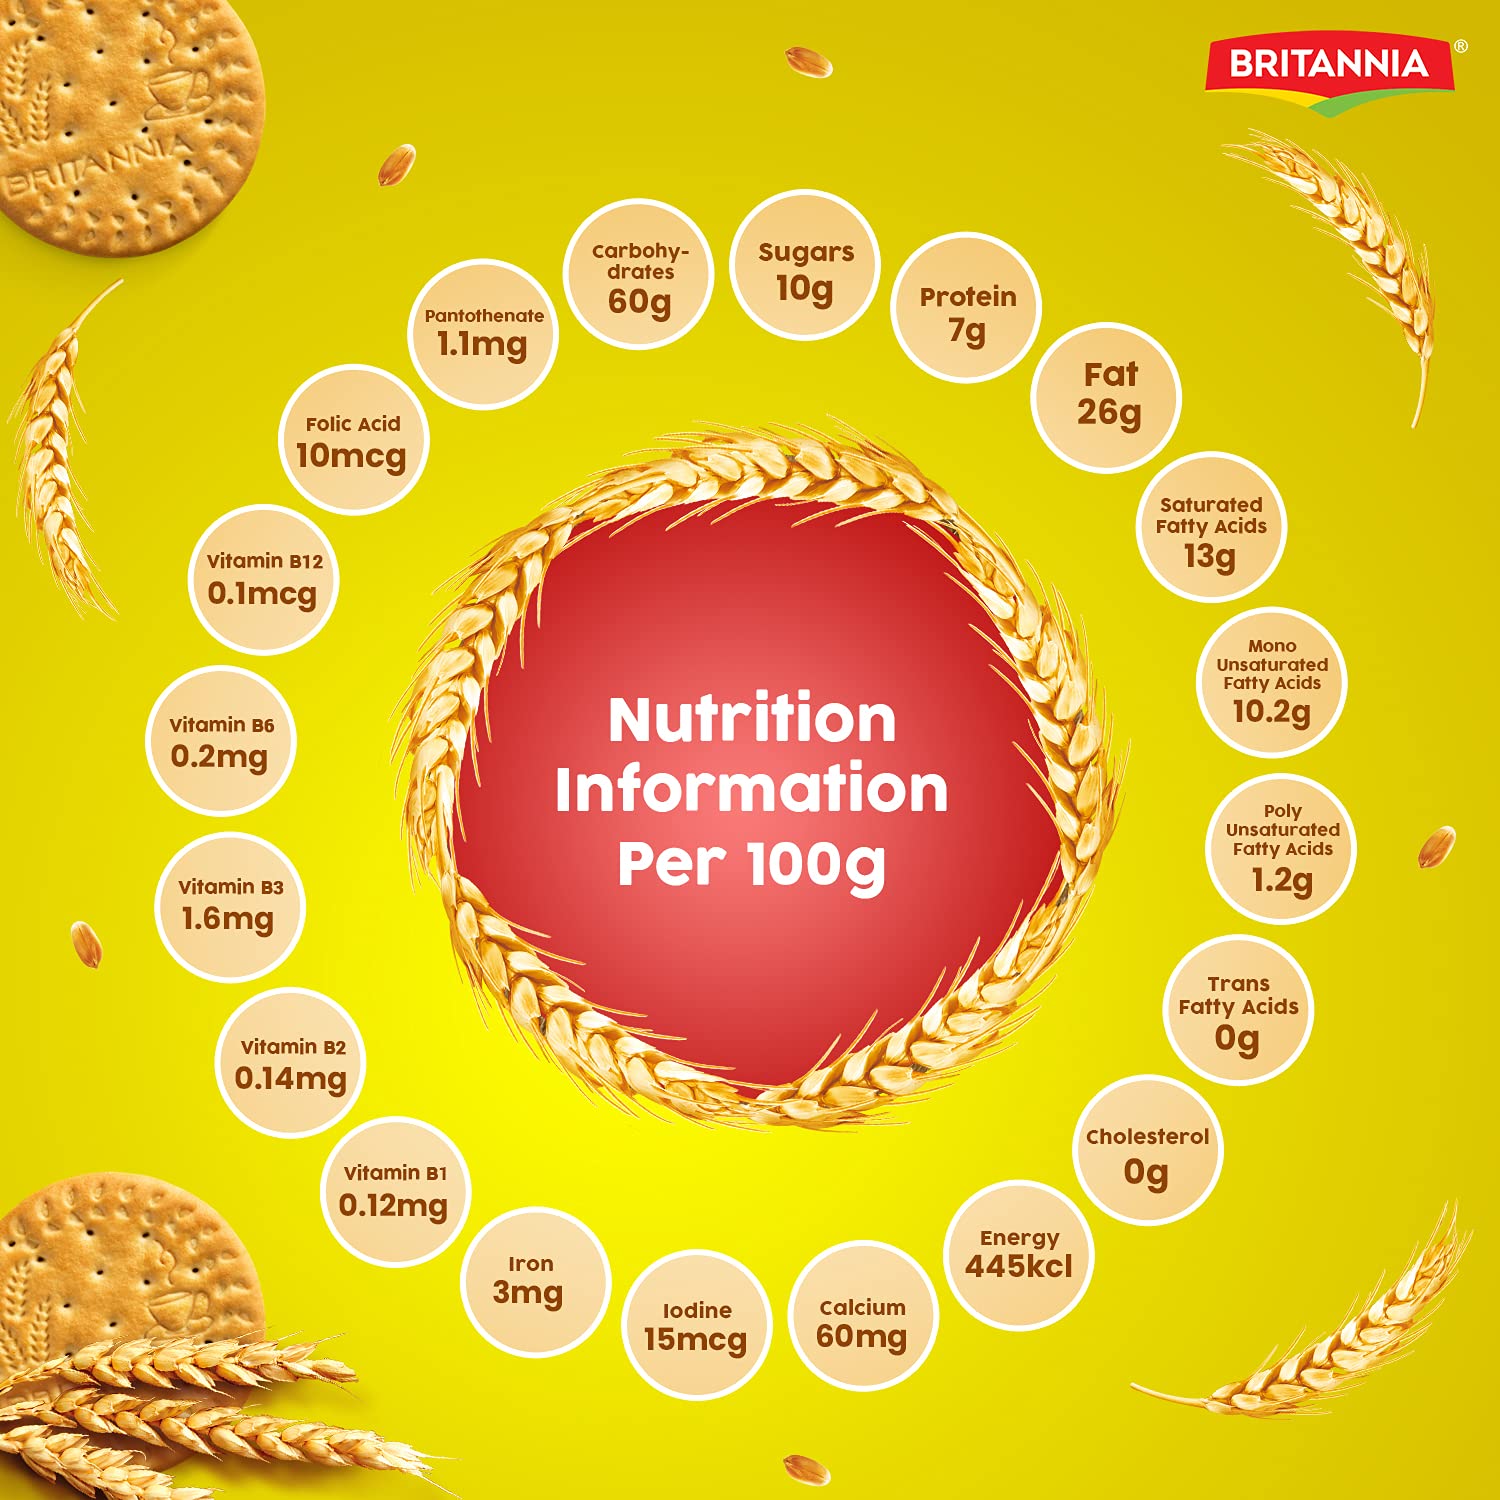 BRITANNIA®
BRITANNIA
Carbohy-
drates
60g
Sugars
10g
Protein
7g
Fat
26g
Saturated
Fatty Acids
13g
Mono
Unsaturated
Fatty Acids
10.2g
Poly
Unsaturated
Fatty Acids
1.2g
Trans
Fatty Acids
0g
Cholesterol
0g
Energy
445kcl
Calcium
60mg
Iodine
15mcg
Iron
3mg
Vitamin B1
0.12mg
Vitamin B2
0.14mg
Vitamin B3
1.6mg
Vitamin B6
0.2mg
Vitamin B12
0.1mcg
Folic Acid
10mcg
Pantothenate
1.1mg
Nutrition
Information
Per 100g